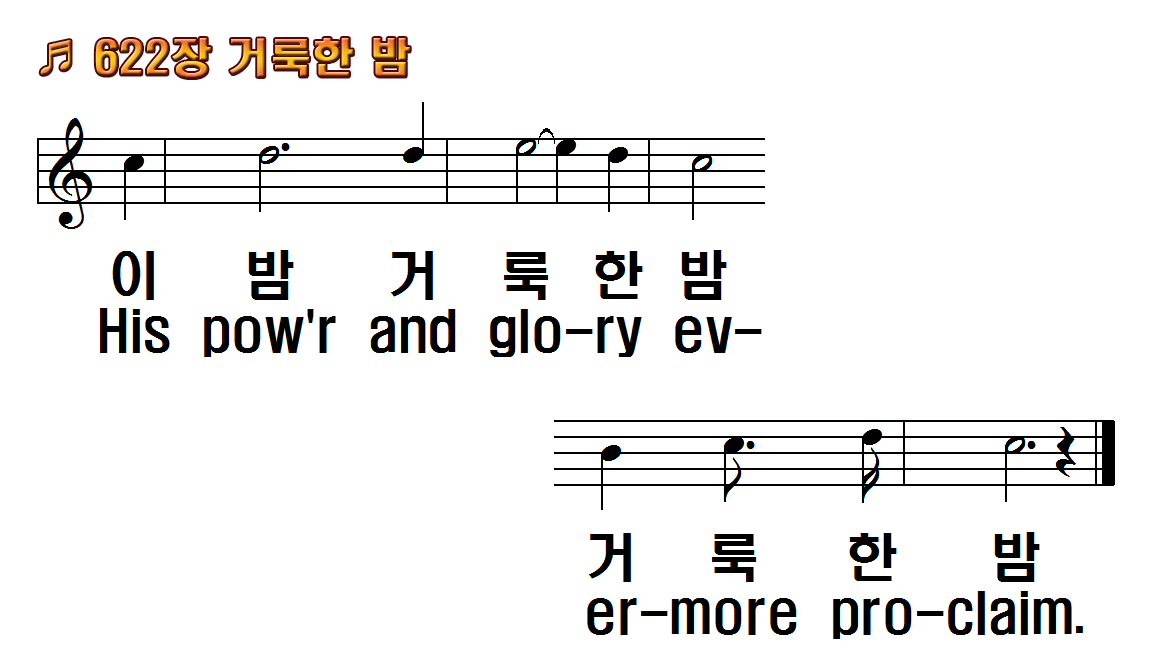 ♬ 622장 거룩한 밤
이 밤 거 룩 한 밤
His pow'r and glo-ry ev-
거 룩 한 밤
er-more pro-claim.